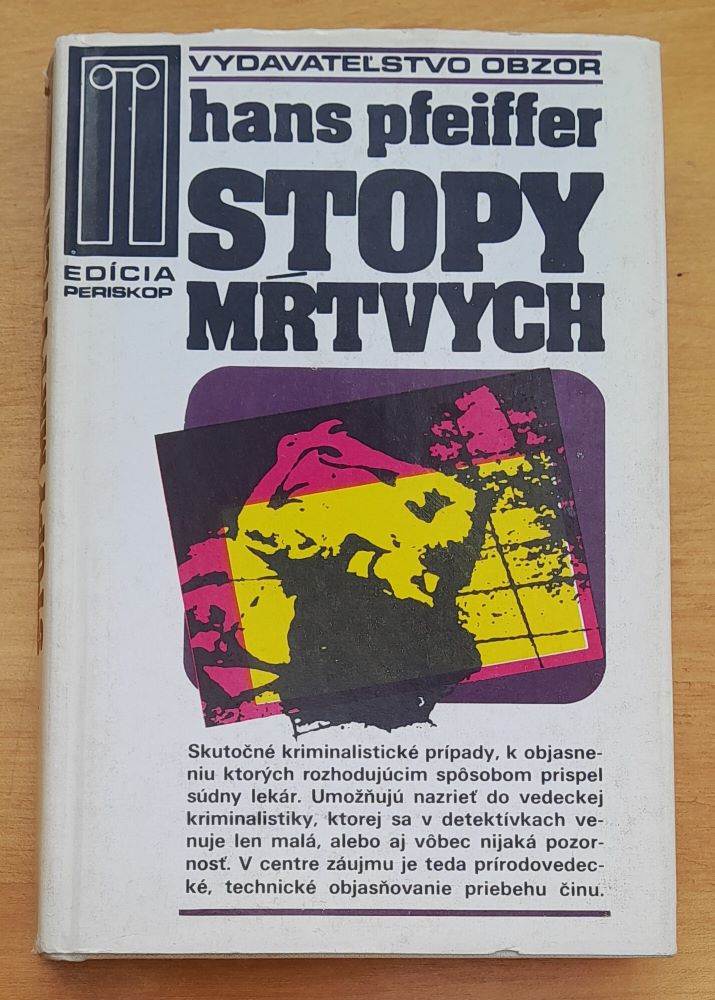 VYDAVATEĽSTVO OBZOR
hans pfeiffer
STOPY
MŔTVYCH
EDÍCIA
PERISKOP
Skutočné kriminalistické prípady, k objasne-
niu ktorých rozhodujúcim spôsobom prispel
súdny lekár. Umožňujú nazrieť do vedeckej
kriminalistiky, ktorej sa v detektívkach ve-
nuje len malá, alebo aj vôbec nijaká pozor-
nosť. V centre záujmu je teda prírodovedec-
ké, technické objasňovanie priebehu činu.